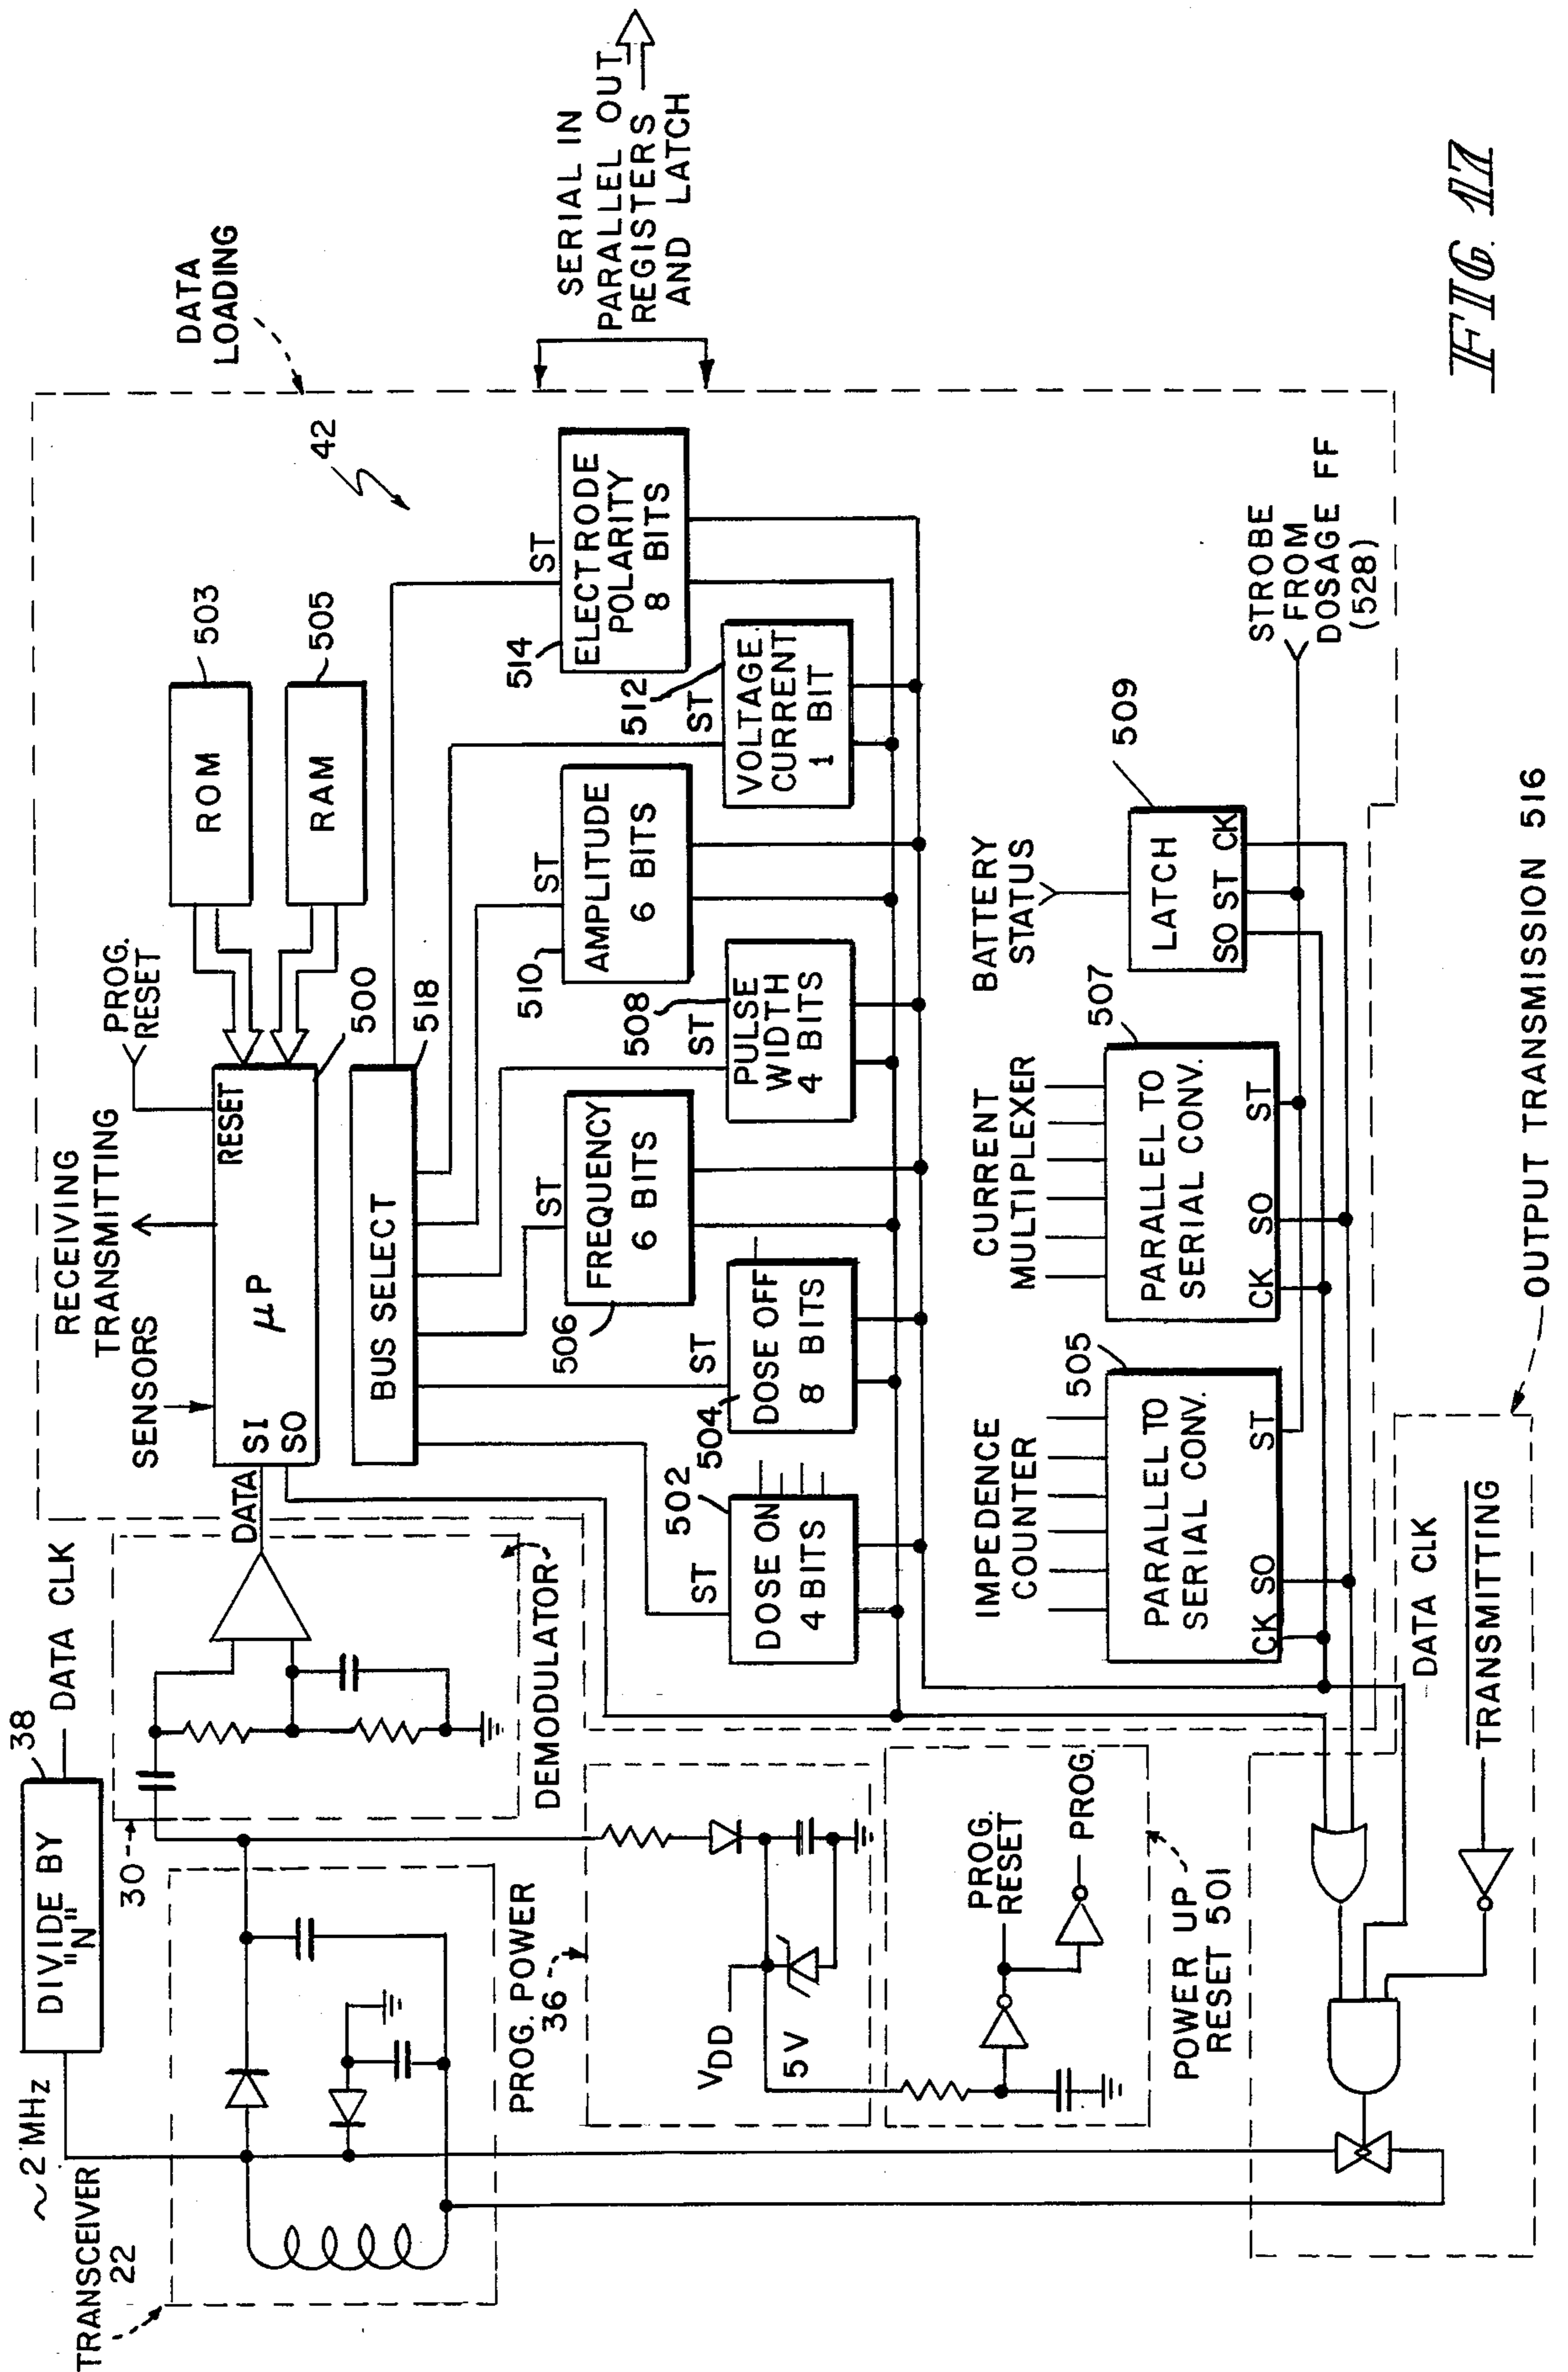 TRANSCEIVER
22
~2 MHz
DIVIDE BY
"N"
38
DATA CLK
30
DEMODULATOR
DATA
PROG. POWER
36
VDD
5V
PROG.
RESET
PROG.
POWER UP
RESET 501
SENSORS
RECEIVING
TRANSMITTING
PROG.
RESET
SI
SO
μP
RESET
500
ROM
503
RAM
505
DATA
LOADING
42
BUS SELECT
518
ST
DOSE ON
4 BITS
502
ST
DOSE OFF
8 BITS
504
ST
FREQUENCY
6 BITS
506
ST
PULSE
WIDTH
4 BITS
508
ST
AMPLITUDE
6 BITS
510
ST
VOLTAGE
CURRENT
1 BIT
512
ST
ELECTRODE
POLARITY
8 BITS
514
SERIAL IN
PARALLEL OUT
REGISTERS
AND LATCH
IMPEDENCE
COUNTER
505
PARALLEL TO
SERIAL CONV.
CK SO ST
CURRENT
MULTIPLEXER
507
PARALLEL TO
SERIAL CONV.
CK SO ST
BATTERY
STATUS
509
LATCH
SO ST CK
STROBE
FROM
DOSAGE FF
(528)
DATA CLK
TRANSMITTING
OUTPUT TRANSMISSION 516
FIG. 17